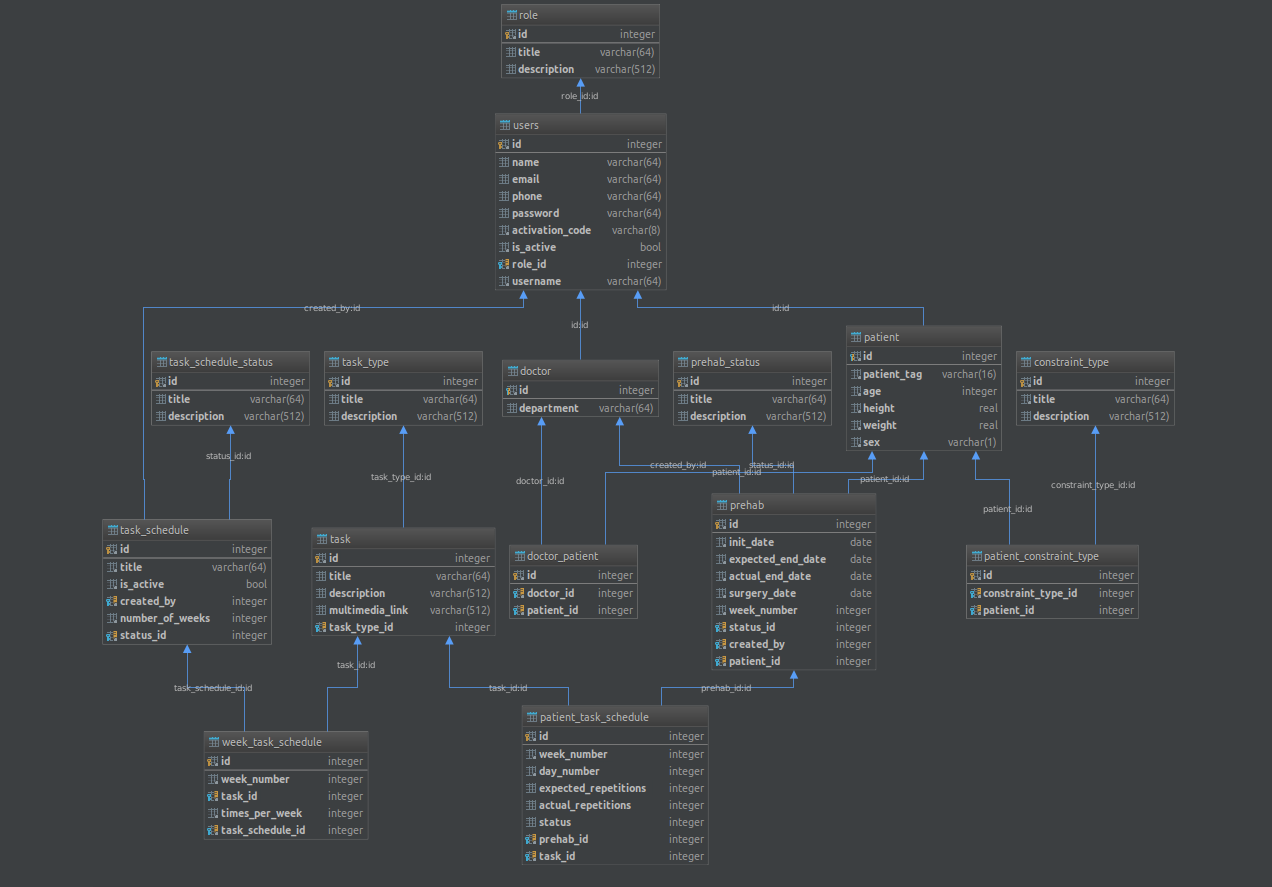 role
id integer
title varchar(64)
description varchar(512)
role_id:id
users
id integer
name varchar(64)
email varchar(64)
phone varchar(64)
password varchar(64)
activation_code varchar(8)
is_active bool
role_id integer
username varchar(64)
created_by:id
id:id
id:id
task_schedule_status
id integer
title varchar(64)
description varchar(512)
task_type
id integer
title varchar(64)
description varchar(512)
doctor
id integer
department varchar(64)
prehab_status
id integer
title varchar(64)
description varchar(512)
patient
id integer
patient_tag varchar(16)
age integer
height real
weight real
sex varchar(1)
constraint_type
id integer
title varchar(64)
description varchar(512)
status_id:id
task_type_id:id
doctor_id:id
created_by:id
status_id:id
patient_id:id
patient_id:id
patient_id:id
constraint_type_id:id
task_schedule
id integer
title varchar(64)
is_active bool
created_by integer
number_of_weeks integer
status_id integer
task
id integer
title varchar(64)
description varchar(512)
multimedia_link varchar(512)
task_type_id integer
doctor_patient
id integer
doctor_id integer
patient_id integer
prehab
id integer
init_date date
expected_end_date date
actual_end_date date
surgery_date date
week_number integer
status_id integer
created_by integer
patient_id integer
patient_constraint_type
id integer
constraint_type_id integer
patient_id integer
task_schedule_id:id
task_id:id
task_id:id
prehab_id:id
week_task_schedule
id integer
week_number integer
task_id integer
times_per_week integer
task_schedule_id integer
patient_task_schedule
id integer
week_number integer
day_number integer
expected_repetitions integer
actual_repetitions integer
status integer
prehab_id integer
task_id integer